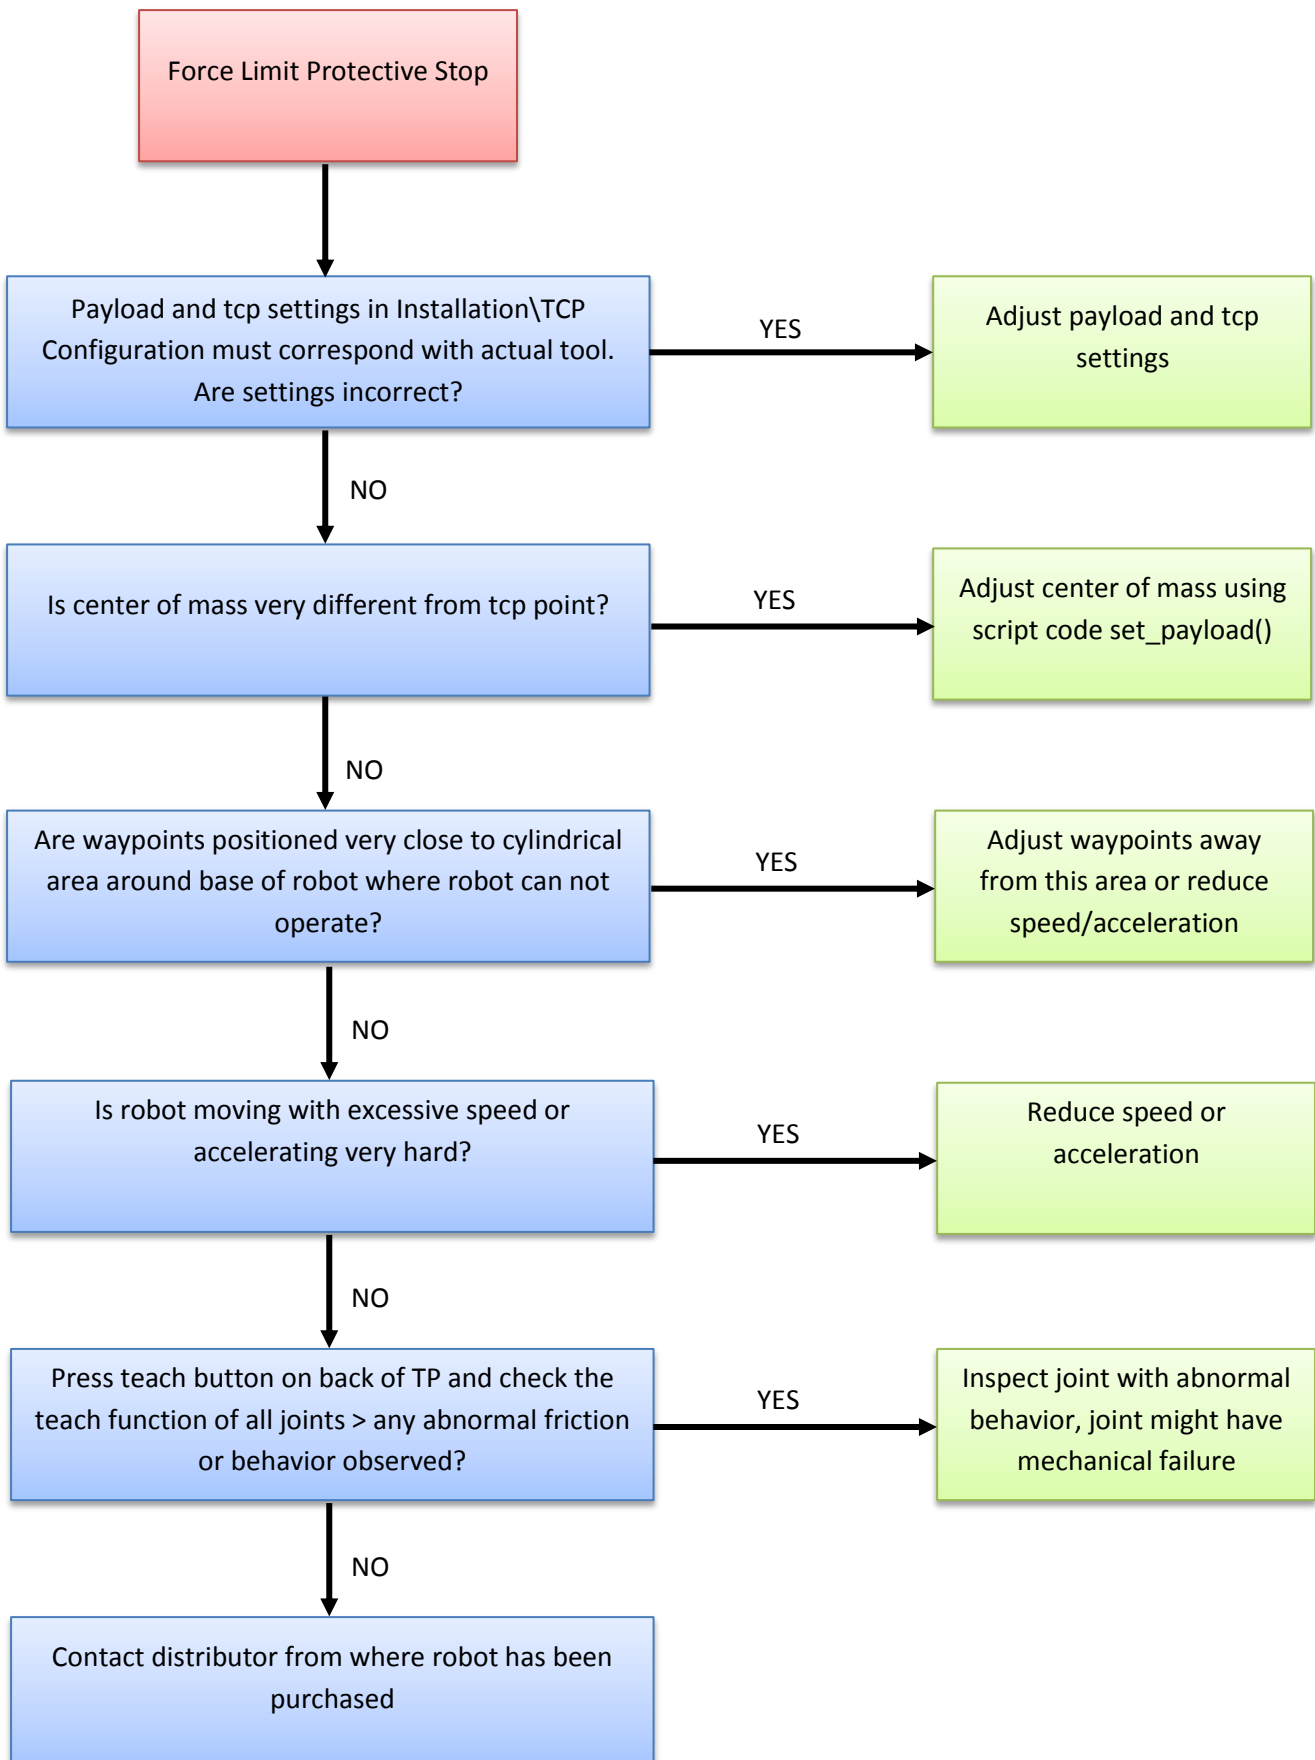 Force Limit Protective Stop
Payload and tcp settings in Installation\TCP
Configuration must correspond with actual tool.
Are settings incorrect?
YES
Adjust payload and tcp
settings
NO
Is center of mass very different from tcp point?
YES
Adjust center of mass using
script code set_payload()
NO
Are waypoints positioned very close to cylindrical
area around base of robot where robot can not
operate?
YES
Adjust waypoints away
from this area or reduce
speed/acceleration
NO
Is robot moving with excessive speed or
accelerating very hard?
YES
Reduce speed or
acceleration
NO
Press teach button on back of TP and check the
teach function of all joints > any abnormal friction
or behavior observed?
YES
Inspect joint with abnormal
behavior, joint might have
mechanical failure
NO
Contact distributor from where robot has been
purchased